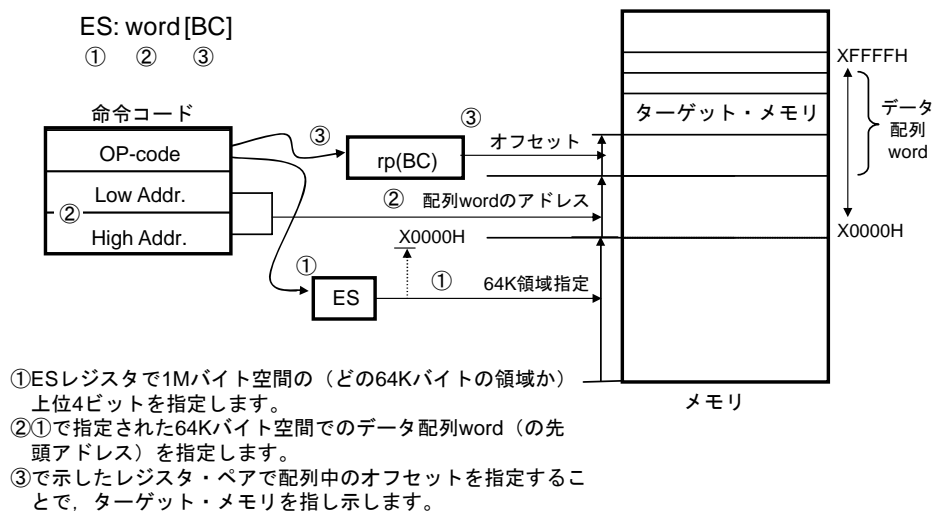 ES: word [BC]
① ② ③
命令コード
OP-code
Low Addr.
②
High Addr.
③
rp(BC)
③
オフセット
② 配列wordのアドレス
X0000H
①
ES
①
64K領域指定
ターゲット・メモリ
XFFFFH
データ
配列
word
X0000H
メモリ
①ESレジスタで1Mバイト空間の（どの64Kバイトの領域か）
上位4ビットを指定します。
②①で指定された64Kバイト空間でのデータ配列word（の先
頭アドレス）を指定します。
③で示したレジスタ・ペアで配列中のオフセットを指定するこ
とで，ターゲット・メモリを指し示します。